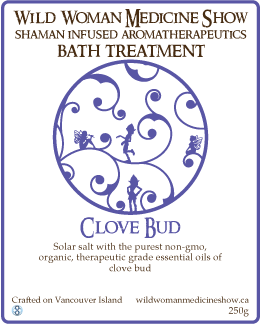 Wild Woman Medicine Show
shaman infused aromatherapeutics
bath treatment
Clove Bud
Solar salt with the purest non-gmo,
organic, therapeutic grade essential oils of
clove bud
Crafted on Vancouver Island wildwomanmedicineshow.ca
250g